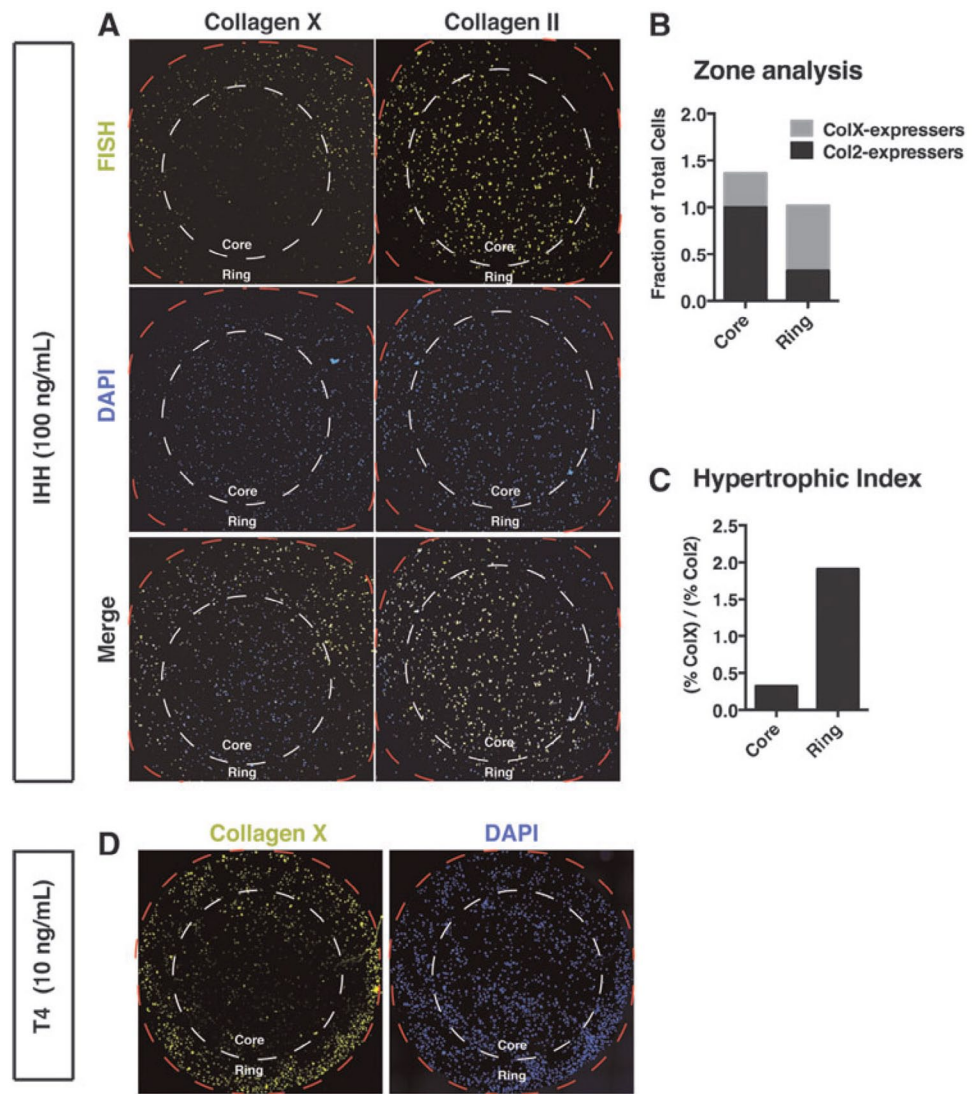 A
Collagen X
Collagen II
IHH (100 ng/mL)
FISH
Core
Ring
Core
Ring
DAPI
Core
Ring
Core
Ring
Merge
Core
Ring
Core
Ring
B
Zone analysis
ColX-expressers
Col2-expressers
Fraction of Total Cells
2.0
1.5
1.0
0.5
0.0
Core
Ring
C
Hypertrophic Index
(% ColX) / (% Col2)
2.5
2.0
1.5
1.0
0.5
0.0
Core
Ring
D
Collagen X
DAPI
T4 (10 ng/mL)
Core
Ring
Core
Ring